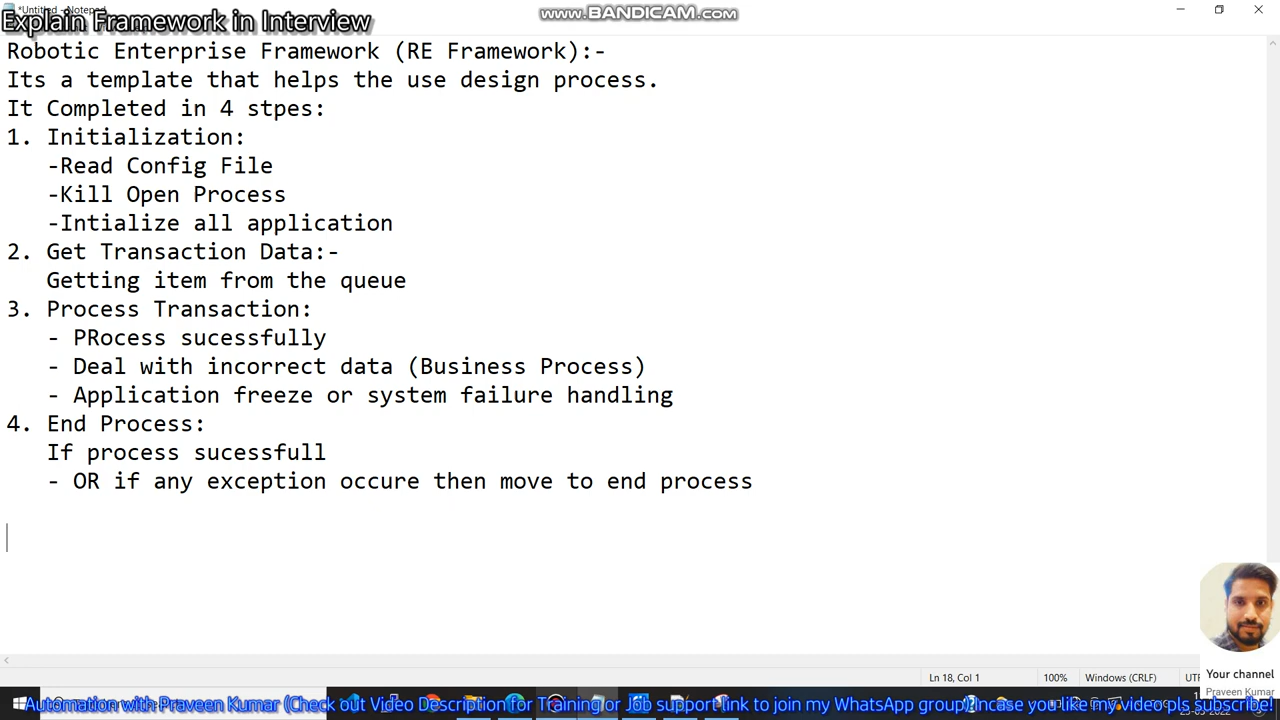 *Untitled - Notepad
Explain Framework in Interview
www.BANDICAM.com
Robotic Enterprise Framework (RE Framework):-
Its a template that helps the use design process.
It Completed in 4 stpes:
1. Initialization:
-Read Config File
-Kill Open Process
-Intialize all application
2. Get Transaction Data:-
Getting item from the queue
3. Process Transaction:
- PRocess sucessfully
- Deal with incorrect data (Business Process)
- Application freeze or system failure handling
4. End Process:
If process sucessfull
- OR if any exception occure then move to end process
Your channel
Praveen Kumar
Ln 18, Col 1
100%
Windows (CRLF)
Automation with Praveen Kumar (Check out Video Description for Training or Job support link to join my WhatsApp group)?Incase you like my video pls subscribe!